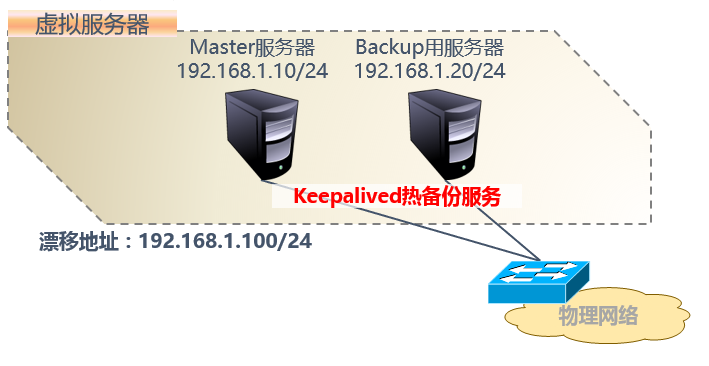 虚拟服务器
Master服务器
192.168.1.10/24
Backup用服务器
192.168.1.20/24
Keepalived热备份服务
漂移地址：192.168.1.100/24
物理网络